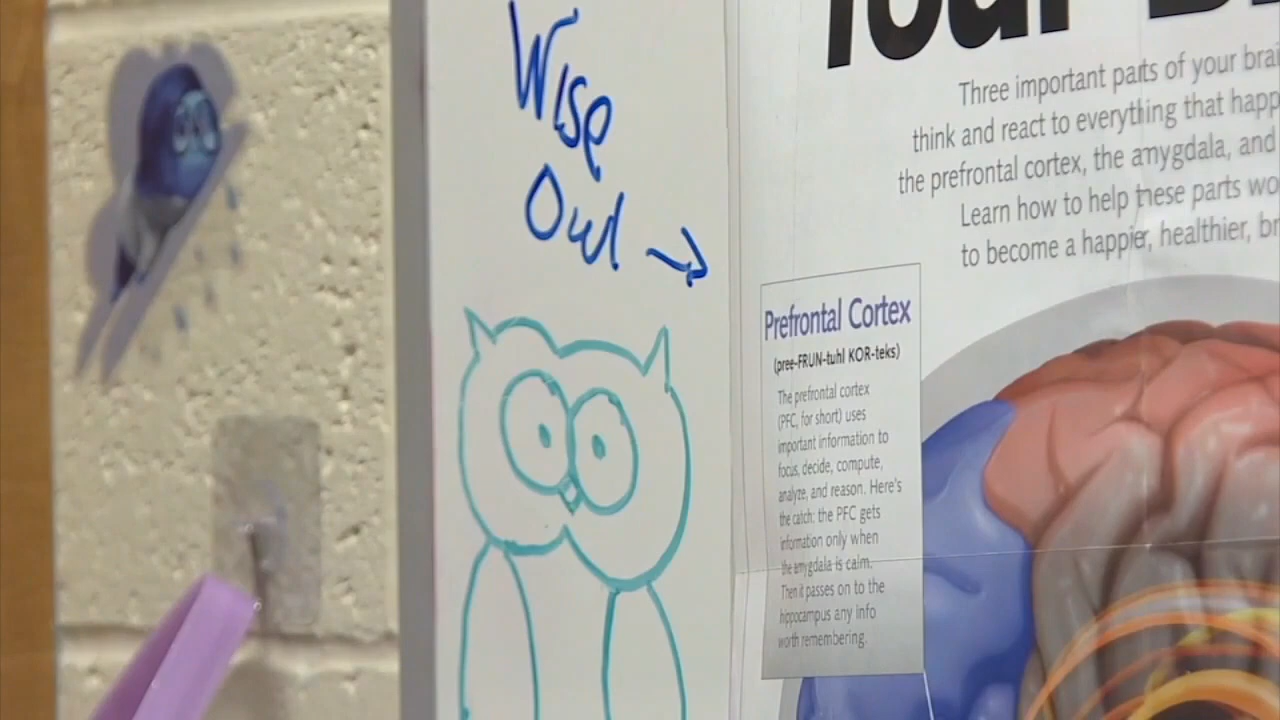 Wise
Owl →
Your B
Three important parts of your brai
think and react to everything that happ
the prefrontal cortex, the amygdala, and
Learn how to help these parts wo
to become a happier, healthier, br
Prefrontal Cortex
(pree-FRUN-tuhl KOR-teks)
The prefrontal cortex
(PFC, for short) uses
important information to
focus, decide, compute,
analyze, and reason. Here's
the catch: the PFC gets
information only when
the amygdala is calm.
Then it passes on to the
hippocampus any info
worth remembering.